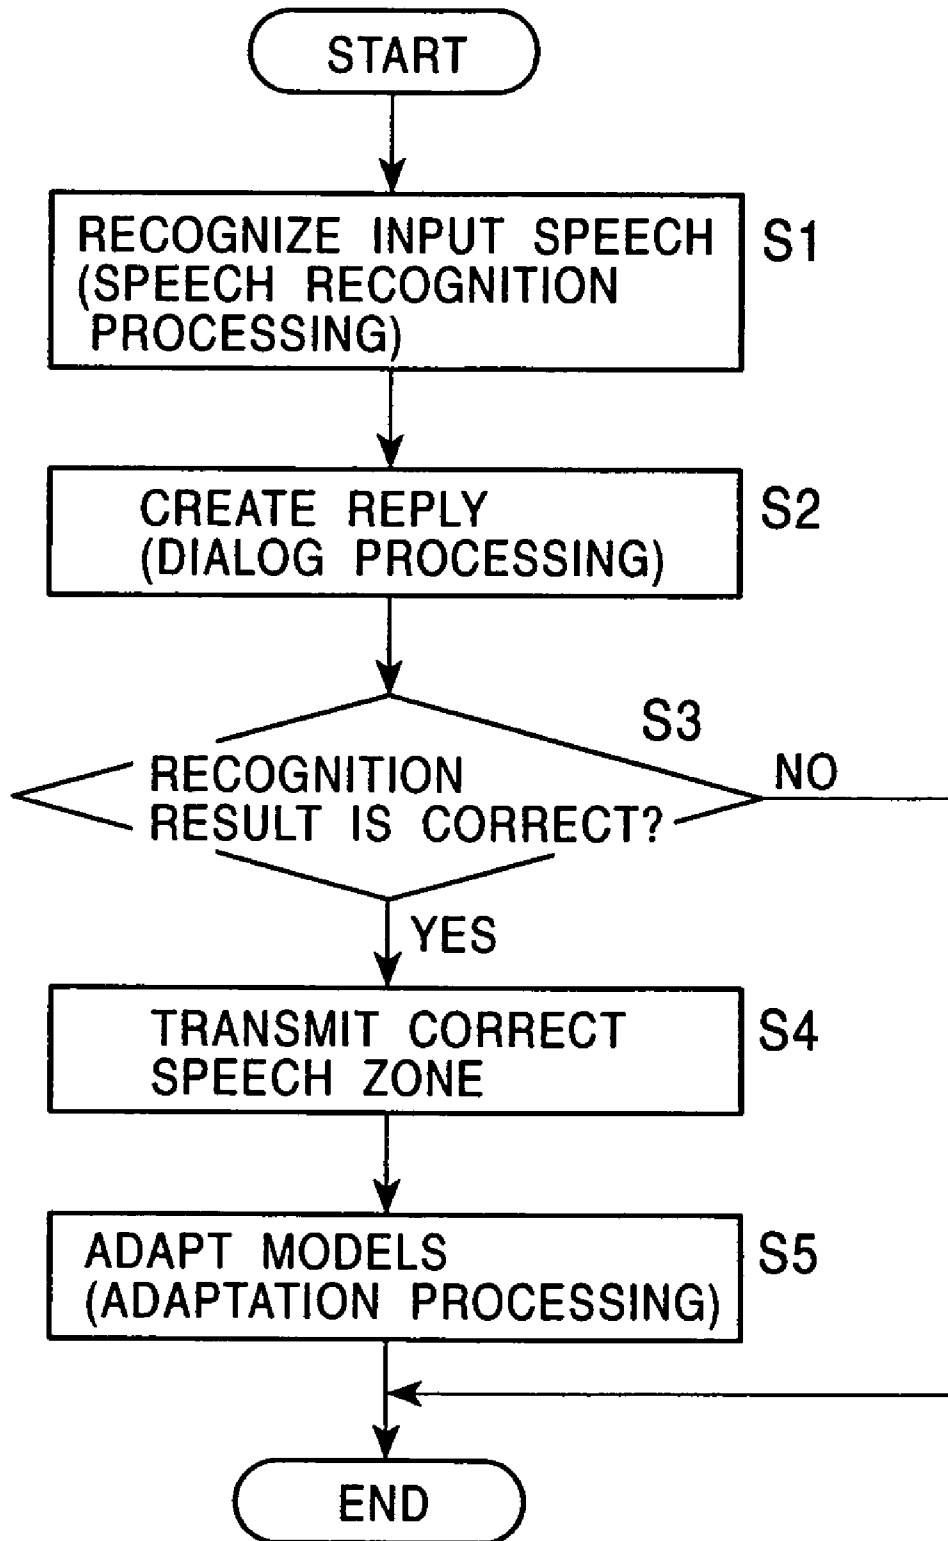 START
RECOGNIZE INPUT SPEECH
(SPEECH RECOGNITION
PROCESSING)
S1
CREATE REPLY
(DIALOG PROCESSING)
S2
S3
RECOGNITION
RESULT IS CORRECT?
NO
YES
TRANSMIT CORRECT
SPEECH ZONE
S4
ADAPT MODELS
(ADAPTATION PROCESSING)
S5
END